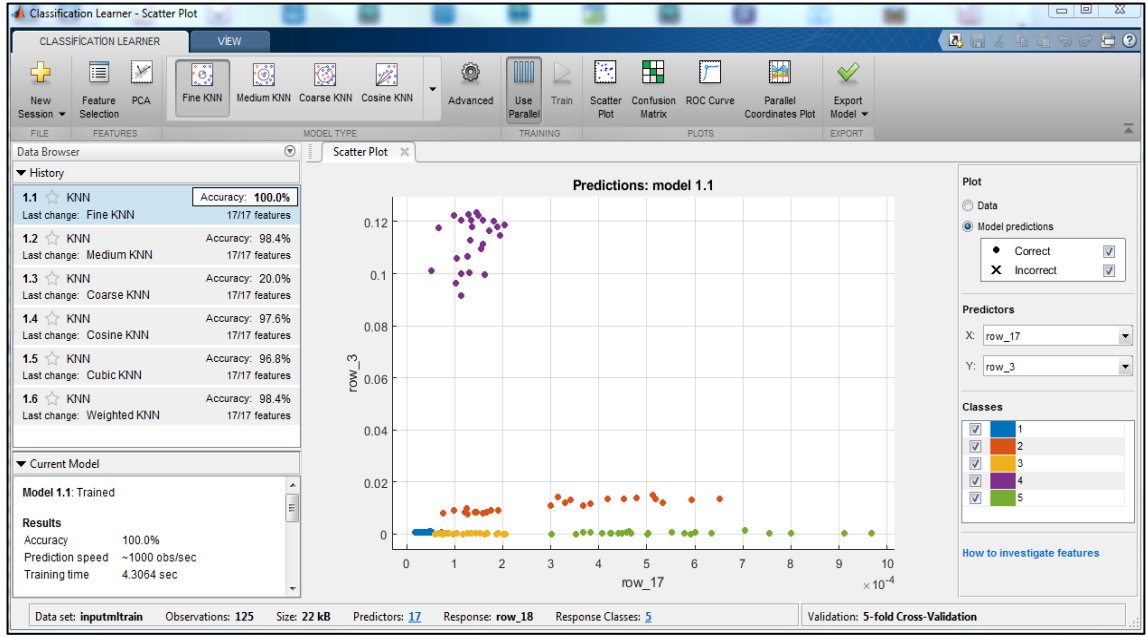 Classification Learner - Scatter Plot
CLASSIFICATION LEARNER VIEW
New Session
Feature Selection
PCA
Fine KNN Medium KNN Coarse KNN Cosine KNN
Advanced
Use Parallel
Train
Scatter Plot
Confusion Matrix
ROC Curve
Parallel Coordinates Plot
Export Model
FILE FEATURES MODEL TYPE TRAINING PLOTS EXPORT
Data Browser
History
1.1 KNN Accuracy: 100.0%
Last change: Fine KNN 17/17 features
1.2 KNN Accuracy: 98.4%
Last change: Medium KNN 17/17 features
1.3 KNN Accuracy: 20.0%
Last change: Coarse KNN 17/17 features
1.4 KNN Accuracy: 97.6%
Last change: Cosine KNN 17/17 features
1.5 KNN Accuracy: 96.8%
Last change: Cubic KNN 17/17 features
1.6 KNN Accuracy: 98.4%
Last change: Weighted KNN 17/17 features
Current Model
Model 1.1: Trained
Results
Accuracy 100.0%
Prediction speed ~1000 obs/sec
Training time 4.3064 sec
Scatter Plot
Predictions: model 1.1
0.12
0.1
0.08
0.06
0.04
0.02
0
row_3
0 1 2 3 4 5 6 7 8 9 10
×10-4
row_17
Plot
Data
Model predictions
Correct
Incorrect
Predictors
X: row_17
Y: row_3
Classes
1
2
3
4
5
How to investigate features
Data set: inputmltrain Observations: 125 Size: 22 kB Predictors: 17 Response: row_18 Response Classes: 5 Validation: 5-fold Cross-Validation